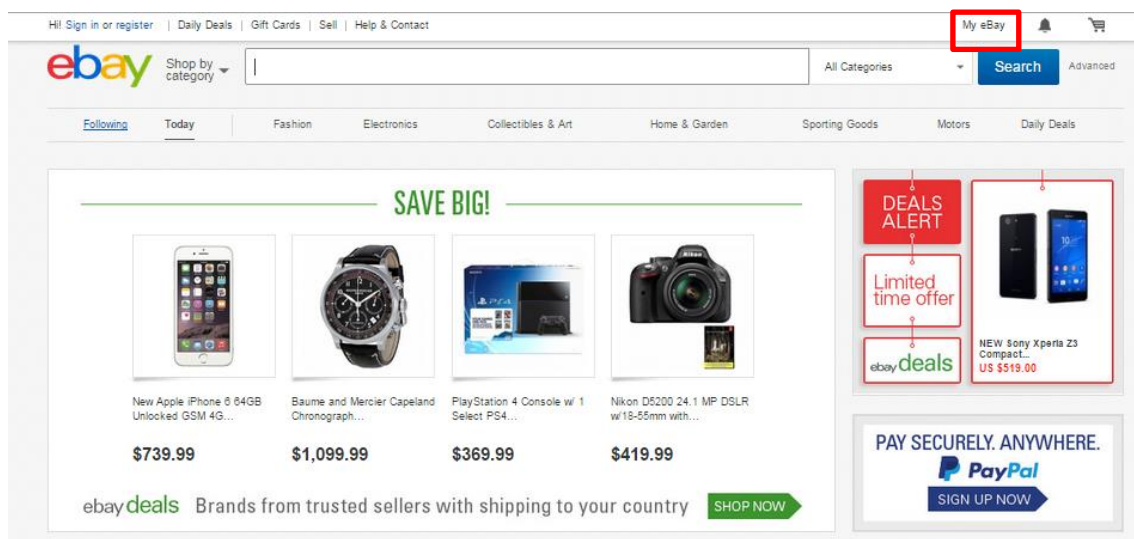 Hi! Sign in or register | Daily Deals | Gift Cards | Sell | Help & Contact
My eBay
ebay
Shop by
category
All Categories
Search
Advanced
Following Today Fashion Electronics Collectibles & Art Home & Garden Sporting Goods Motors Daily Deals
SAVE BIG!
New Apple iPhone 6 64GB
Unlocked GSM 4G...
$739.99
Baume and Mercier Capeland
Chronograph...
$1,099.99
PlayStation 4 Console w/ 1
Select PS4...
$369.99
Nikon D5200 24.1 MP DSLR
w/18-55mm with...
$419.99
ebay deals Brands from trusted sellers with shipping to your country SHOP NOW
DEALS
ALERT
Limited
time offer
ebay deals
NEW Sony Xperia Z3
Compact...
US $519.00
PAY SECURELY. ANYWHERE.
PayPal
SIGN UP NOW